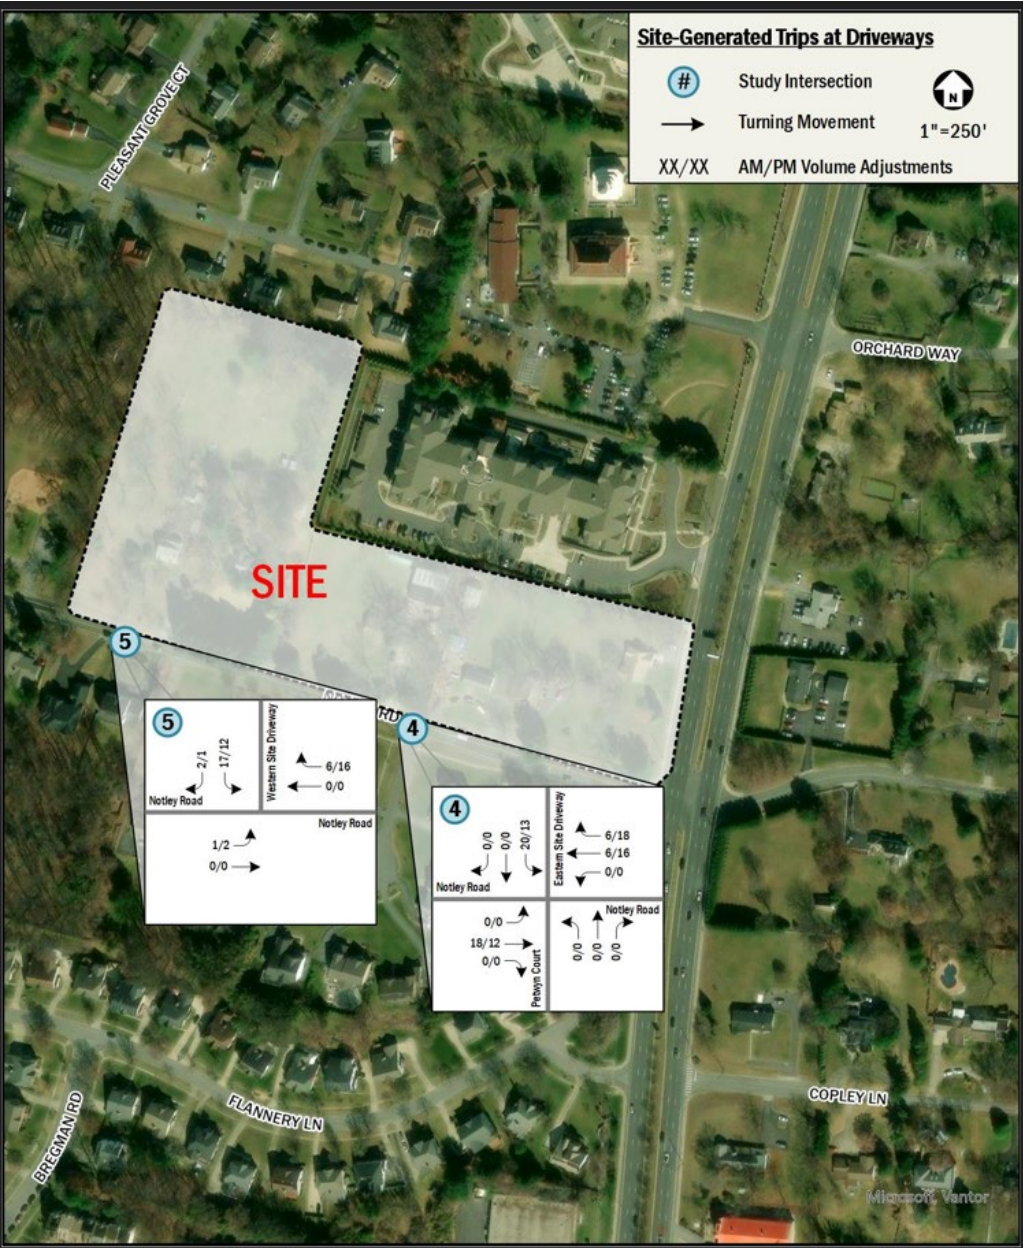 Site-Generated Trips at Driveways
# Study Intersection
N
Turning Movement
1"=250'
XX/XX AM/PM Volume Adjustments
PLEASANT GROVE CT
ORCHARD WAY
SITE
5
RD
4
5
2/1
17/12
Western Site Driveway
6/16
0/0
Notley Road
Notley Road
1/2
0/0
4
0/0
0/0
20/13
Eastern Site Driveway
6/18
6/16
0/0
Notley Road
0/0
18/12
0/0
Petwyn Court
Notley Road
0/0
0/0
0/0
COPLEY LN
FLANNERY LN
BREGMAN RD
Microsoft, Vantor